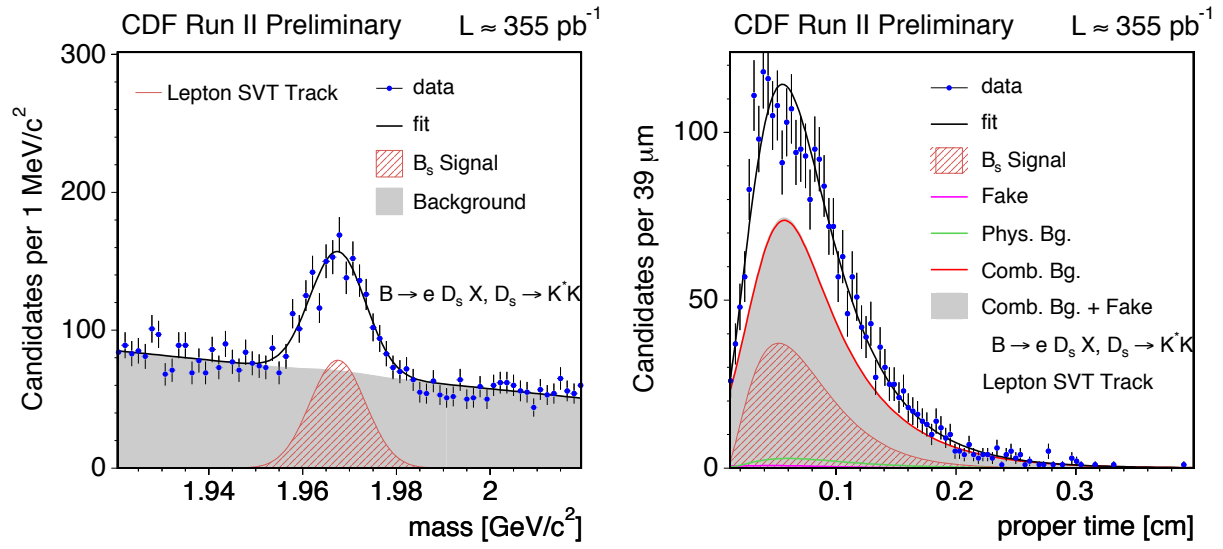 CDF Run II Preliminary L ≈ 355 pb⁻¹
Candidates per 1 MeV/c²
300
200
100
0
Lepton SVT Track
data
fit
Bₛ Signal
Background
B → e Dₛ X, Dₛ → K*K
1.94 1.96 1.98 2
mass [GeV/c²]
CDF Run II Preliminary L ≈ 355 pb⁻¹
Candidates per 39 μm
100
50
0
data
fit
Bₛ Signal
Fake
Phys. Bg.
Comb. Bg.
Comb. Bg. + Fake
B → e Dₛ X, Dₛ → K*K
Lepton SVT Track
0.1 0.2 0.3
proper time [cm]